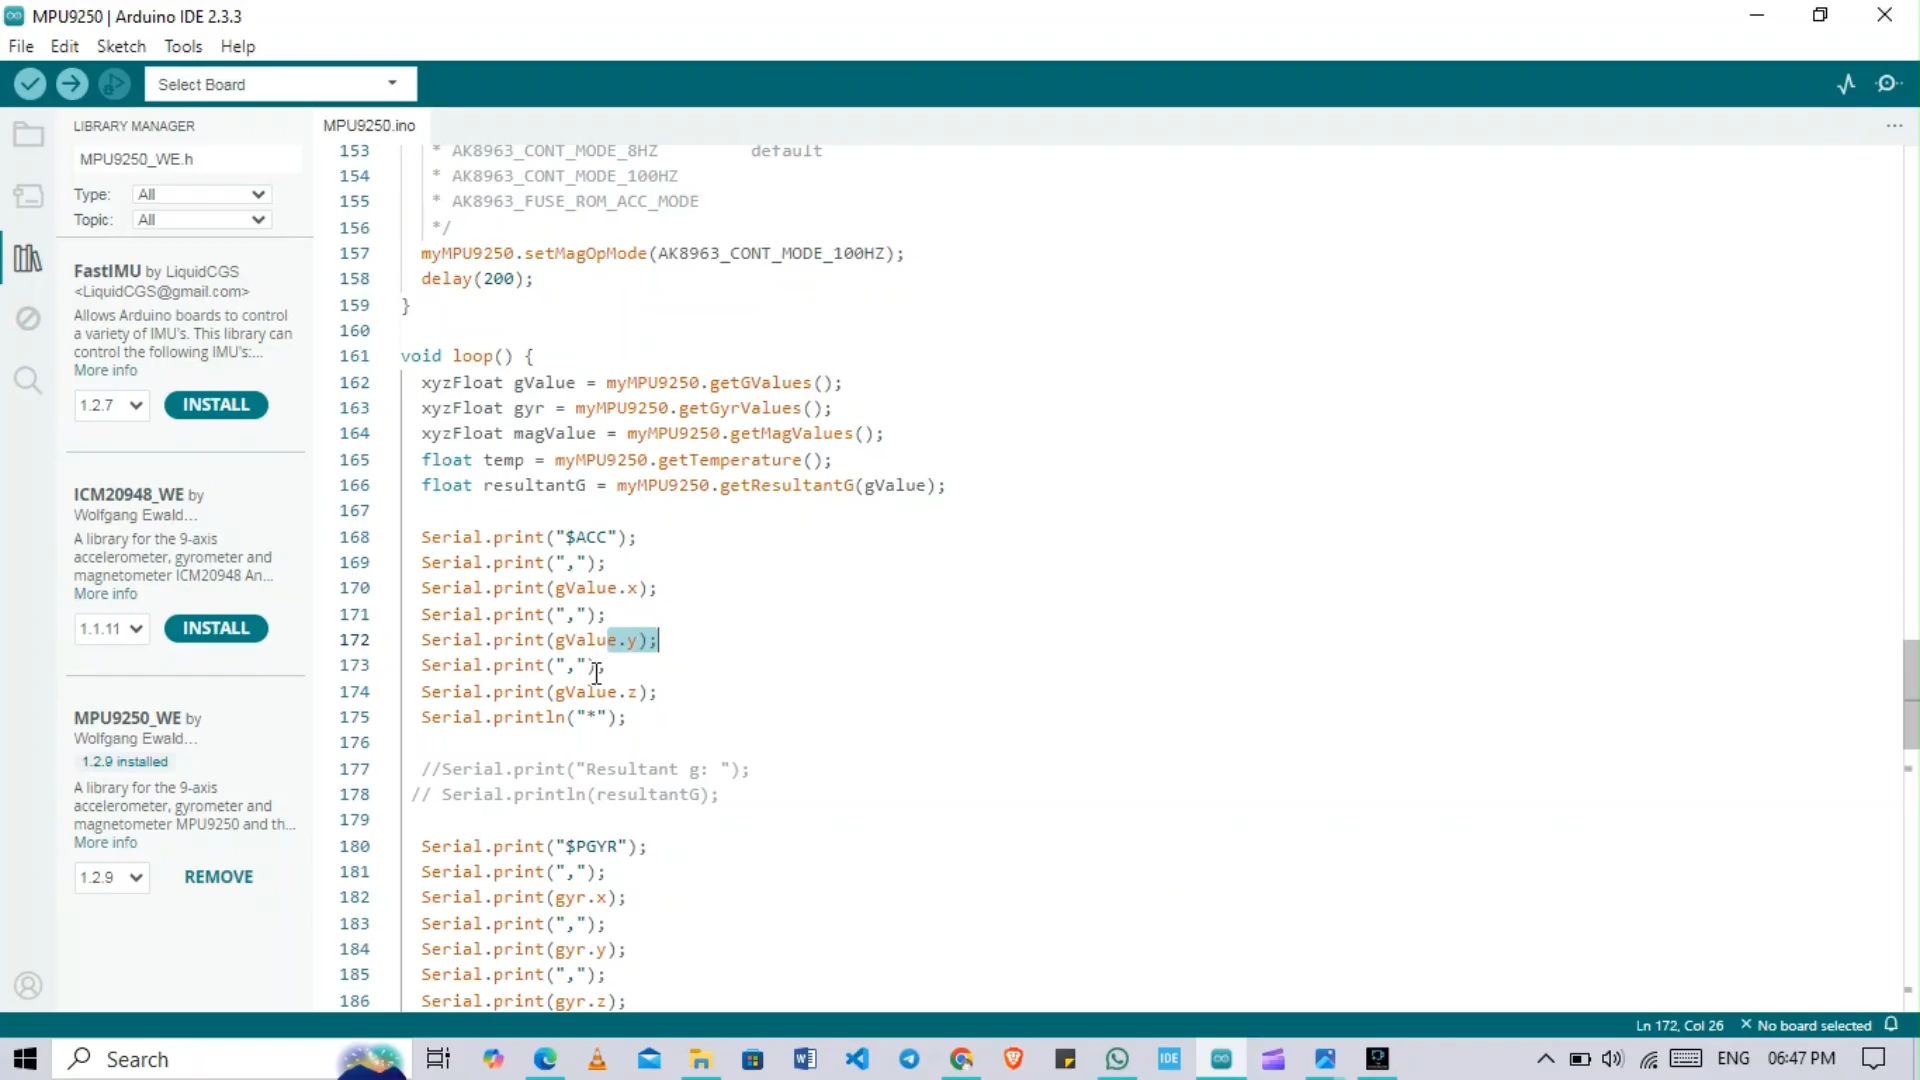 MPU9250 | Arduino IDE 2.3.3
File Edit Sketch Tools Help
Select Board
LIBRARY MANAGER
MPU9250_WE.h
Type: All
Topic: All
FastIMU by LiquidCGS
<LiquidCGS@gmail.com>
Allows Arduino boards to control
a variety of IMU's. This library can
control the following IMU's:...
More info
1.2.7 INSTALL
ICM20948_WE by
Wolfgang Ewald...
A library for the 9-axis
accelerometer, gyrometer and
magnetometer ICM20948 An...
More info
1.1.11 INSTALL
MPU9250_WE by
Wolfgang Ewald...
1.2.9 installed
A library for the 9-axis
accelerometer, gyrometer and
magnetometer MPU9250 and th...
More info
1.2.9 REMOVE
MPU9250.ino
153 * AK8963_CONT_MODE_8HZ default
154 * AK8963_CONT_MODE_100HZ
155 * AK8963_FUSE_ROM_ACC_MODE
156 */
157 myMPU9250.setMagOpMode(AK8963_CONT_MODE_100HZ);
158 delay(200);
159 }
160
161 void loop() {
162 xyzFloat gValue = myMPU9250.getGValues();
163 xyzFloat gyr = myMPU9250.getGyrValues();
164 xyzFloat magValue = myMPU9250.getMagValues();
165 float temp = myMPU9250.getTemperature();
166 float resultantG = myMPU9250.getResultantG(gValue);
167
168 Serial.print("$ACC");
169 Serial.print(",");
170 Serial.print(gValue.x);
171 Serial.print(",");
172 Serial.print(gValue.y);
173 Serial.print(",");
174 Serial.print(gValue.z);
175 Serial.println("*");
176
177 //Serial.print("Resultant g: ");
178 // Serial.println(resultantG);
179
180 Serial.print("$PGYR");
181 Serial.print(",");
182 Serial.print(gyr.x);
183 Serial.print(",");
184 Serial.print(gyr.y);
185 Serial.print(",");
186 Serial.print(gyr.z);
Ln 172, Col 26 No board selected
Search
IDE
ENG 06:47 PM